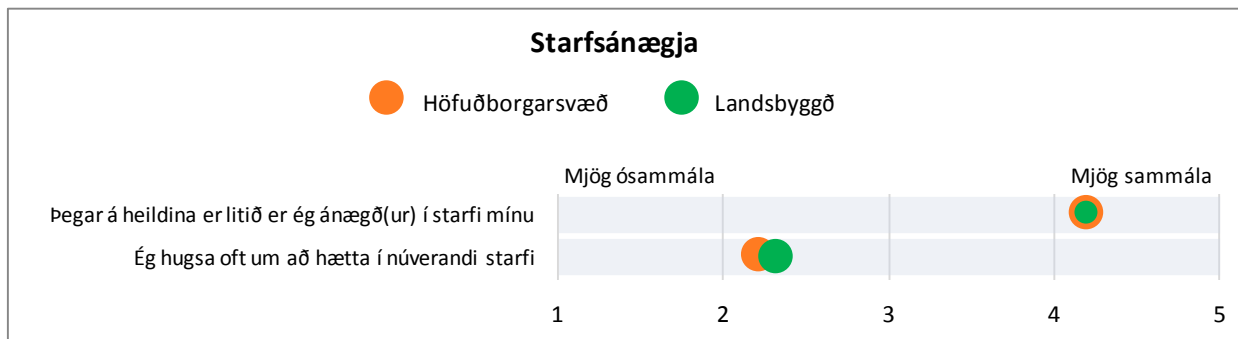 Starfsánægja
Höfuðborgarsvæð Landsbyggð
Mjög ósammála Mjög sammála
Þegar á heildina er litið er ég ánægð(ur) í starfi mínu
Ég hugsa oft um að hætta í núverandi starfi
1 2 3 4 5